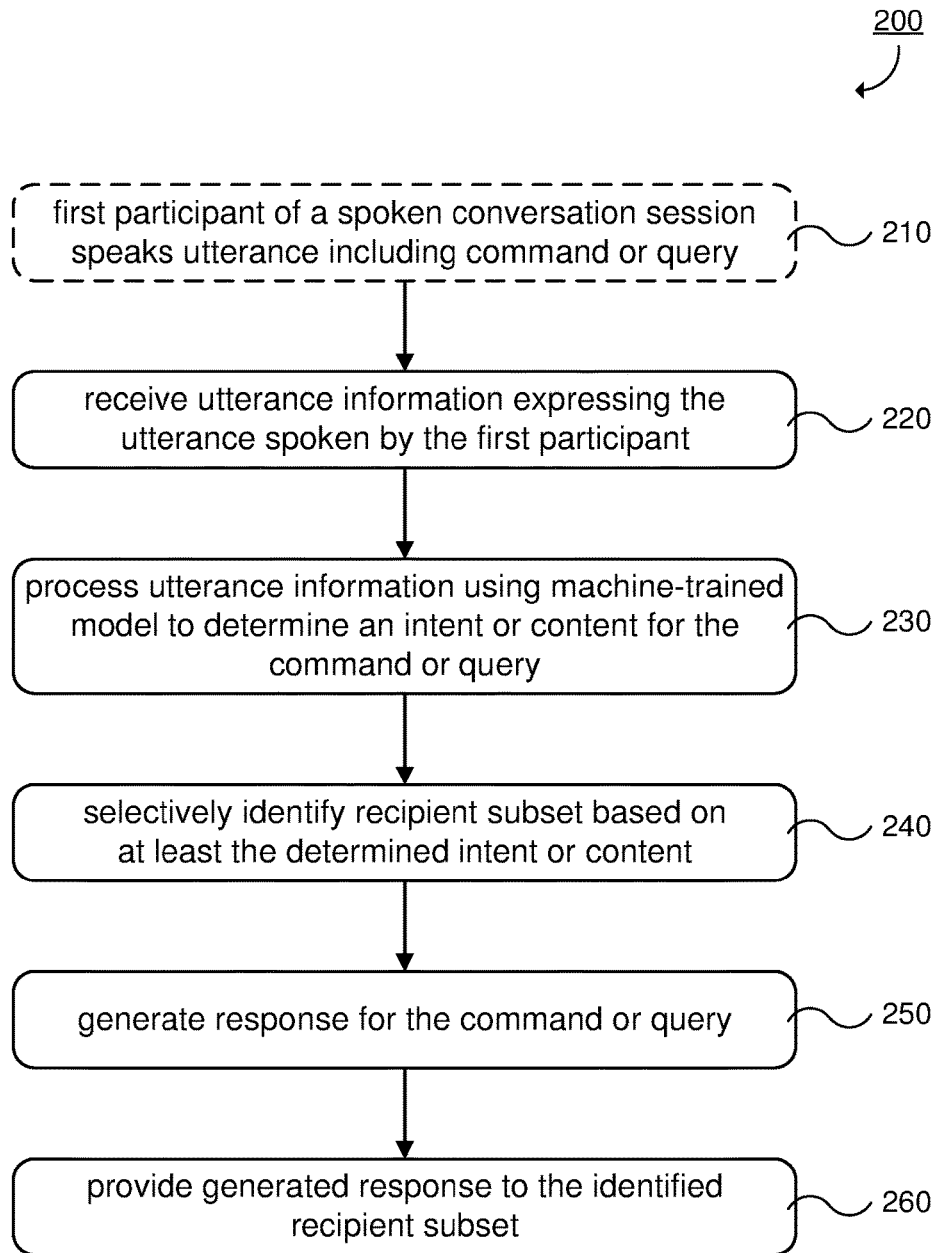 200
first participant of a spoken conversation session
speaks utterance including command or query
210
receive utterance information expressing the
utterance spoken by the first participant
220
process utterance information using machine-trained
model to determine an intent or content for the
command or query
230
selectively identify recipient subset based on
at least the determined intent or content
240
generate response for the command or query
250
provide generated response to the identified
recipient subset
260